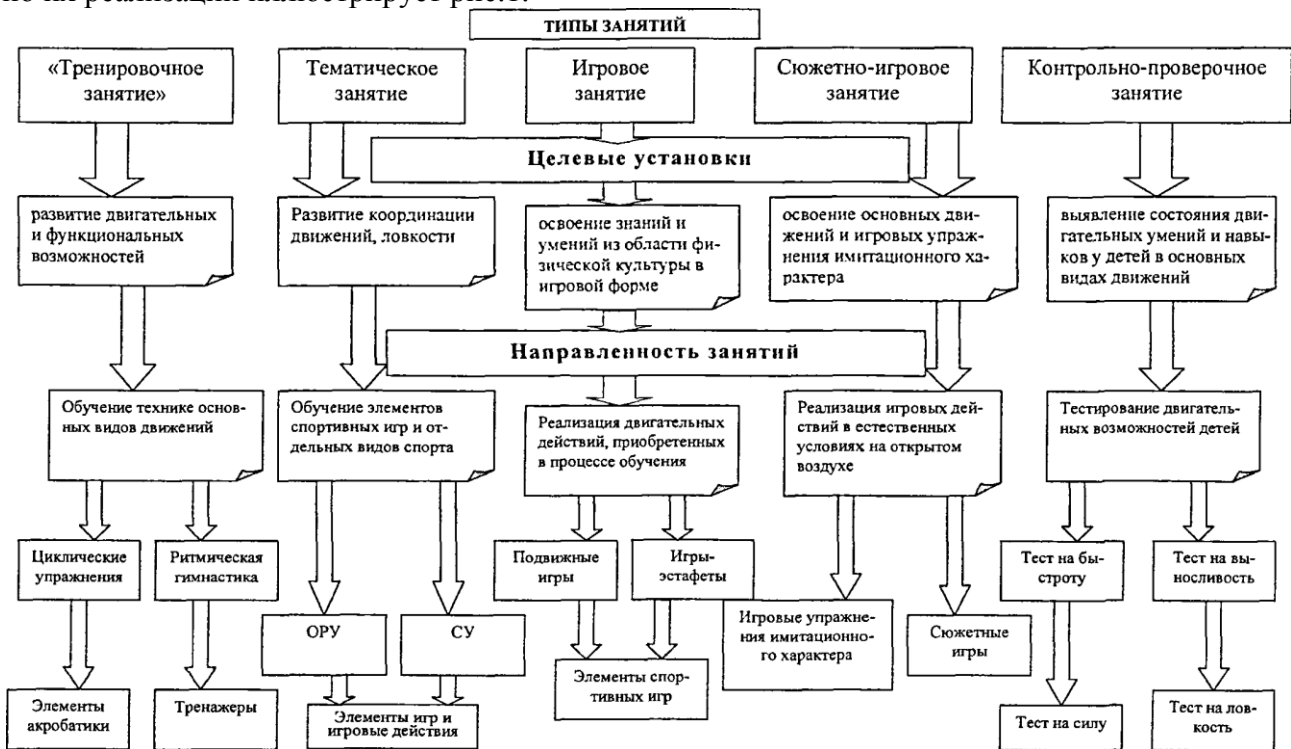 но их реализации иллюстрирует рис.1.
ТИПЫ ЗАНЯТИЙ
«Тренировочное
занятие»
Тематическое
занятие
Игровое
занятие
Сюжетно-игровое
занятие
Контрольно-проверочное
занятие
Целевые установки
развитие двигательных
и функциональных
возможностей
Развитие координации
движений, ловкости
освоение знаний и
умений из области фи-
зической культуры в
игровой форме
освоение основных дви-
жений и игровых упраж-
нения имитационного ха-
рактера
выявление состояния дви-
гательных умений и навы-
ков у детей в основных
видах движений
Направленность занятий
Обучение технике основ-
ных видов движений
Обучение элементов
спортивных игр и от-
дельных видов спорта
Реализация двигательных
действий, приобретенных
в процессе обучения
Реализация игровых дей-
ствий в естественных
условиях на открытом
воздухе
Тестирование двигатель-
ных возможностей детей
Циклические
упражнения
Ритмическая
гимнастика
Подвижные
игры
Игры-
эстафеты
Тест на бы-
строту
Тест на вы-
носливость
ОРУ
СУ
Игровые упражне-
ния имитационно-
го характера
Сюжетные
игры
Элементы
акробатики
Тренажеры
Элементы игр и
игровые действия
Элементы спор-
тивных игр
Тест на силу
Тест на лов-
кость